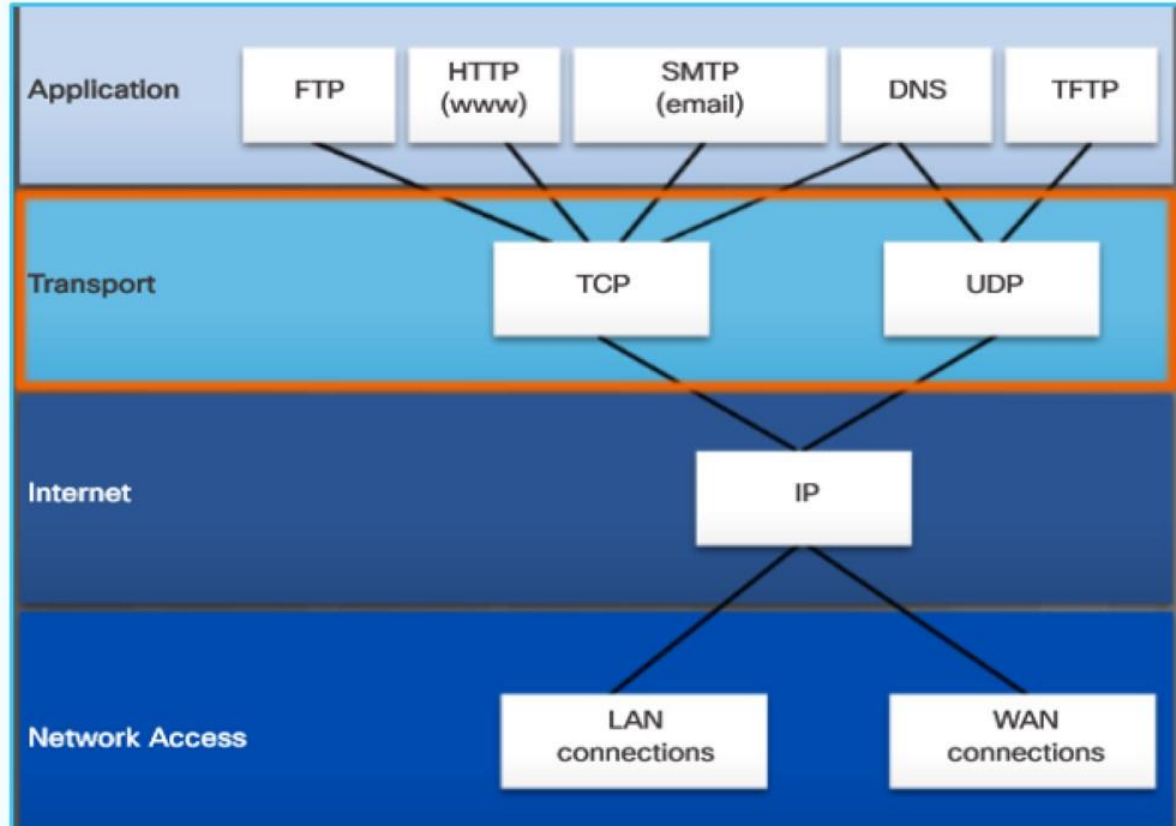 Application
FTP
HTTP
(www)
SMTP
(email)
DNS
TFTP
Transport
TCP
UDP
Internet
IP
Network Access
LAN
connections
WAN
connections